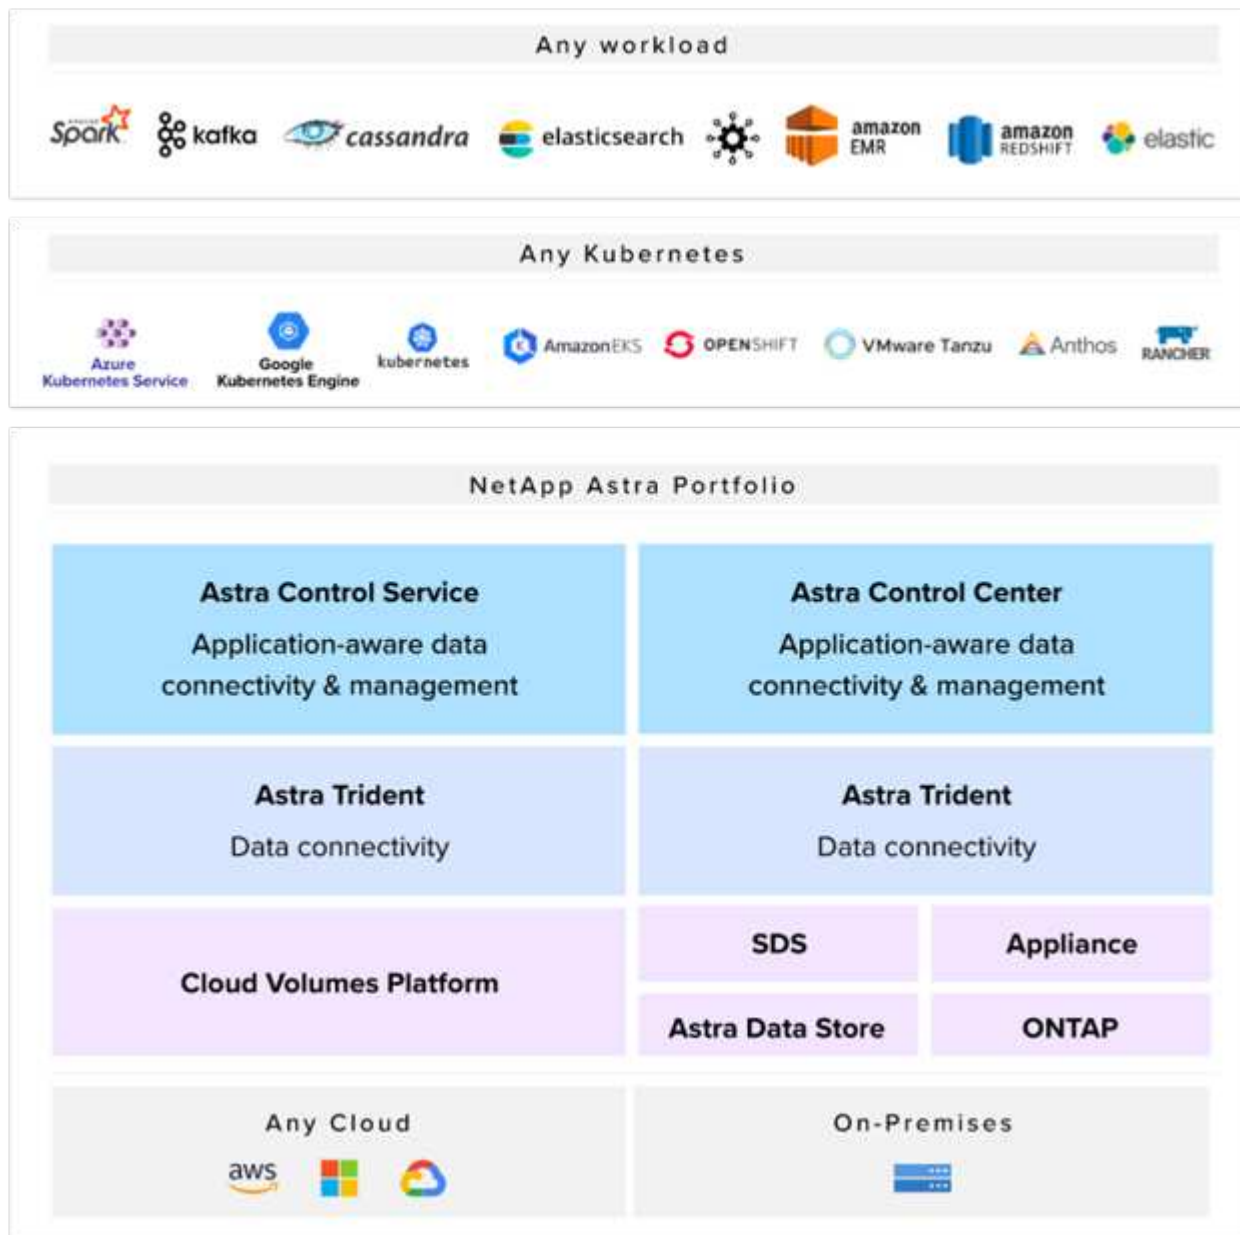 Any workload
APACHE
Spark
kafka
cassandra
elasticsearch
amazon
EMR
amazon
REDSHIFT
elastic
Any Kubernetes
Azure
Kubernetes Service
Google
Kubernetes Engine
kubernetes
Amazon EKS
OPENSHIFT
VMware Tanzu
Anthos
RANCHER
NetApp Astra Portfolio
Astra Control Service
Application-aware data
connectivity & management
Astra Control Center
Application-aware data
connectivity & management
Astra Trident
Data connectivity
Astra Trident
Data connectivity
Cloud Volumes Platform
SDS
Appliance
Astra Data Store
ONTAP
Any Cloud
aws
On-Premises